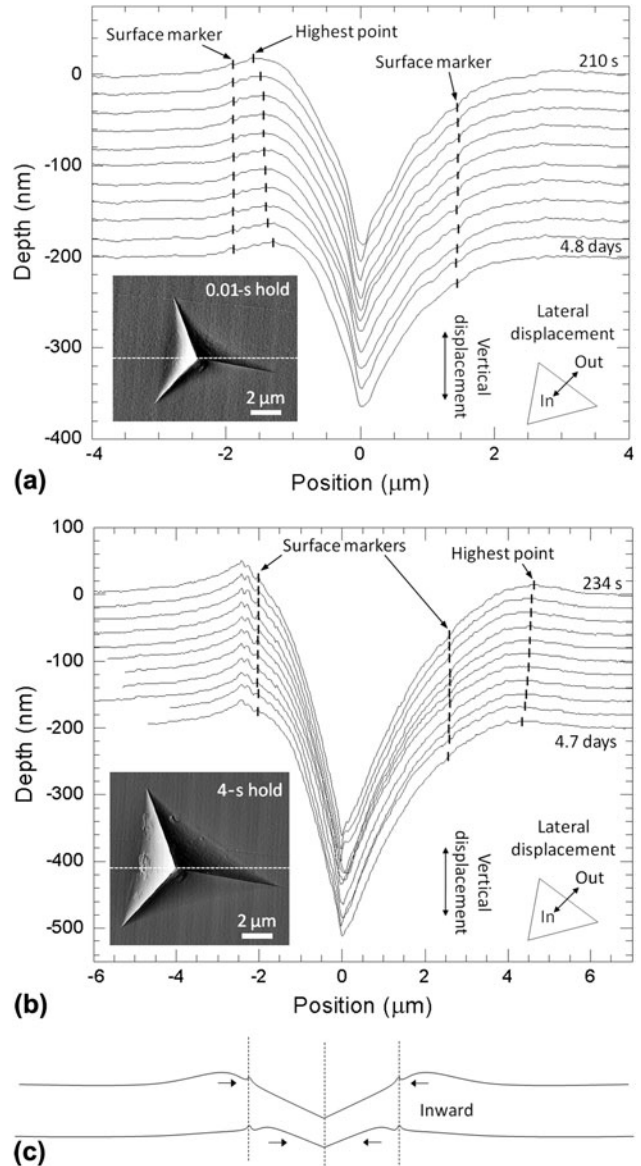 Surface marker
Highest point
Surface marker
210 s
4.8 days
0
-100
-200
-300
-400
Depth (nm)
0.01-s hold
2 μm
Vertical
displacement
Lateral
displacement
Out
In
-4
-2
0
2
4
Position (μm)
(a)
100
0
-100
-200
-300
-400
-500
Depth (nm)
Surface markers
Highest point
234 s
4.7 days
4-s hold
2 μm
Vertical
displacement
Lateral
displacement
Out
In
-6
-4
-2
0
2
4
6
Position (μm)
(b)
Inward
(c)